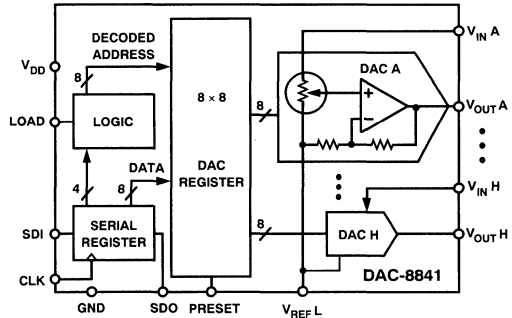 DECODED
ADDRESS
V_DD
8
LOAD
LOGIC
4
8
DATA
SDI
SERIAL
REGISTER
CLK
GND
SDO
PRESET
8 × 8
DAC
REGISTER
8
8
DAC A
+
–
V_IN A
V_OUT A
V_IN H
DAC H
V_OUT H
DAC-8841
V_REF L